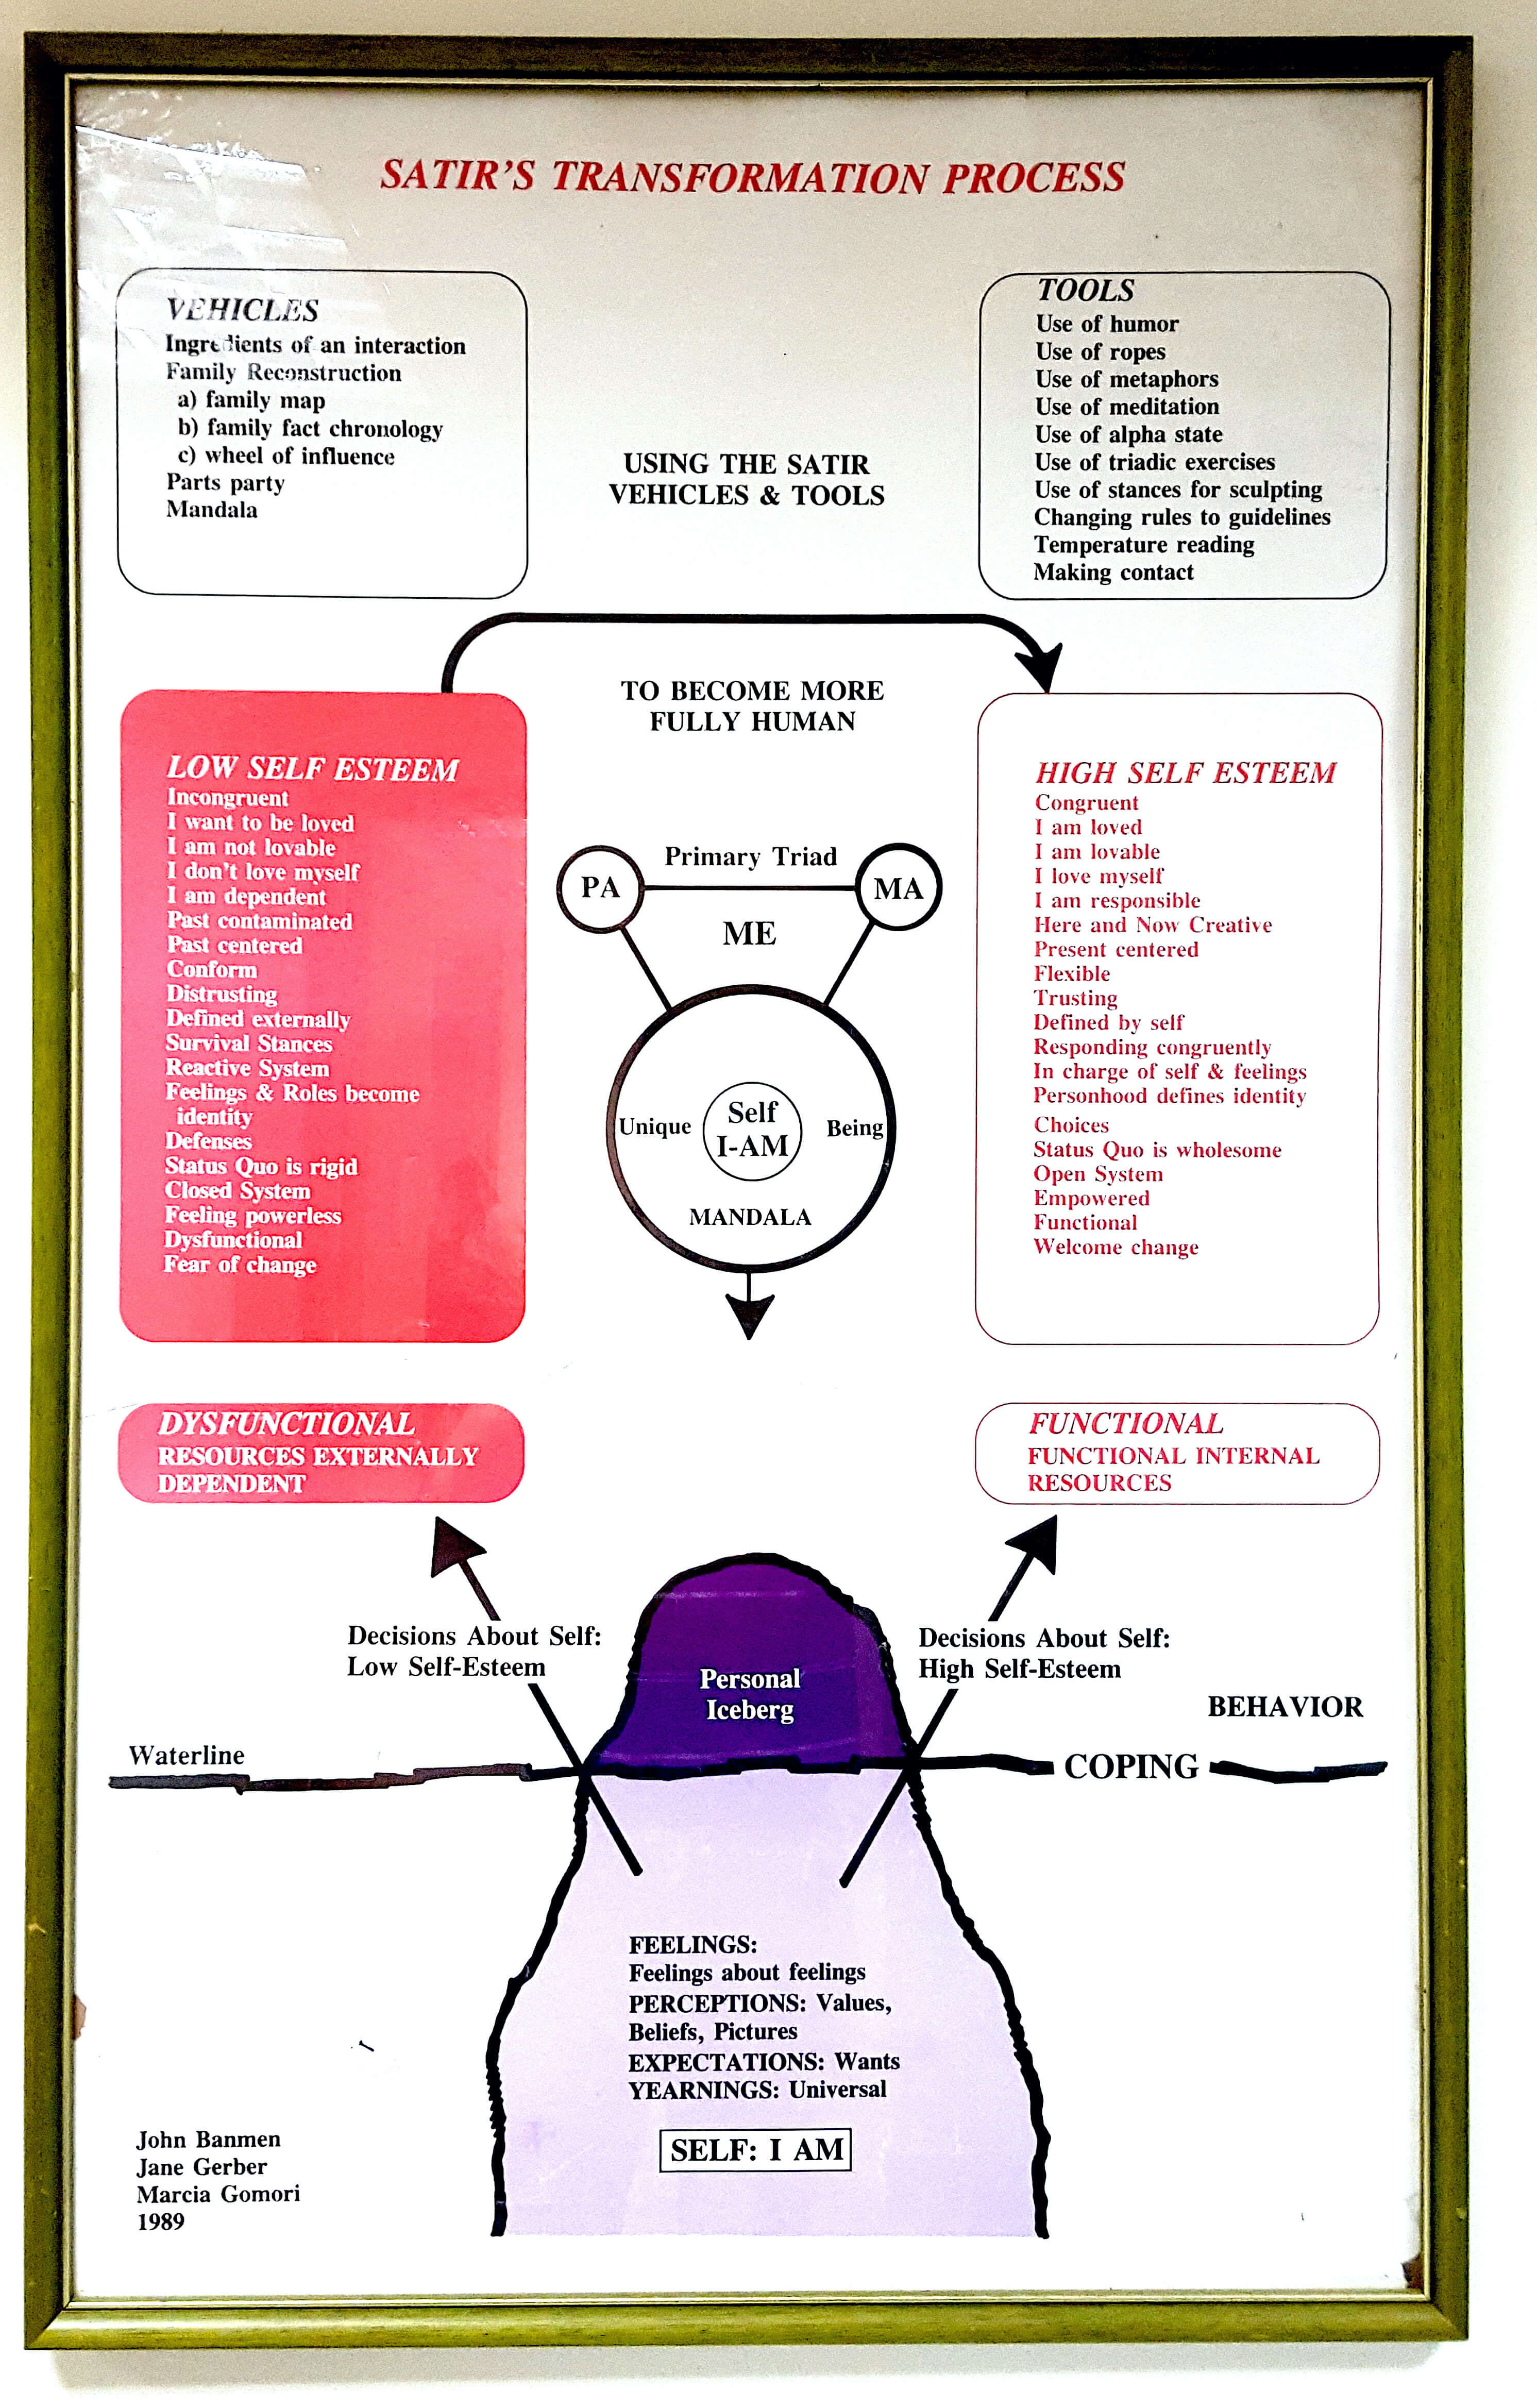 SATIR'S TRANSFORMATION PROCESS
VEHICLES
Ingredients of an interaction
Family Reconstruction
a) family map
b) family fact chronology
c) wheel of influence
Parts party
Mandala
USING THE SATIR
VEHICLES & TOOLS
TOOLS
Use of humor
Use of ropes
Use of metaphors
Use of meditation
Use of alpha state
Use of triadic exercises
Use of stances for sculpting
Changing rules to guidelines
Temperature reading
Making contact
TO BECOME MORE
FULLY HUMAN
LOW SELF ESTEEM
Incongruent
I want to be loved
I am not lovable
I don't love myself
I am dependent
Past contaminated
Past centered
Conform
Distrusting
Defined externally
Survival Stances
Reactive System
Feelings & Roles become
identity
Defenses
Status Quo is rigid
Closed System
Feeling powerless
Dysfunctional
Fear of change
Primary Triad
PA
MA
ME
Unique
Self
I-AM
Being
MANDALA
HIGH SELF ESTEEM
Congruent
I am loved
I am lovable
I love myself
I am responsible
Here and Now Creative
Present centered
Flexible
Trusting
Defined by self
Responding congruently
In charge of self & feelings
Personhood defines identity
Choices
Status Quo is wholesome
Open System
Empowered
Functional
Welcome change
DYSFUNCTIONAL
RESOURCES EXTERNALLY
DEPENDENT
FUNCTIONAL
FUNCTIONAL INTERNAL
RESOURCES
Decisions About Self:
Low Self-Esteem
Personal
Iceberg
Decisions About Self:
High Self-Esteem
BEHAVIOR
Waterline
COPING
FEELINGS:
Feelings about feelings
PERCEPTIONS: Values,
Beliefs, Pictures
EXPECTATIONS: Wants
YEARNINGS: Universal
SELF: I AM
John Banmen
Jane Gerber
Marcia Gomori
1989